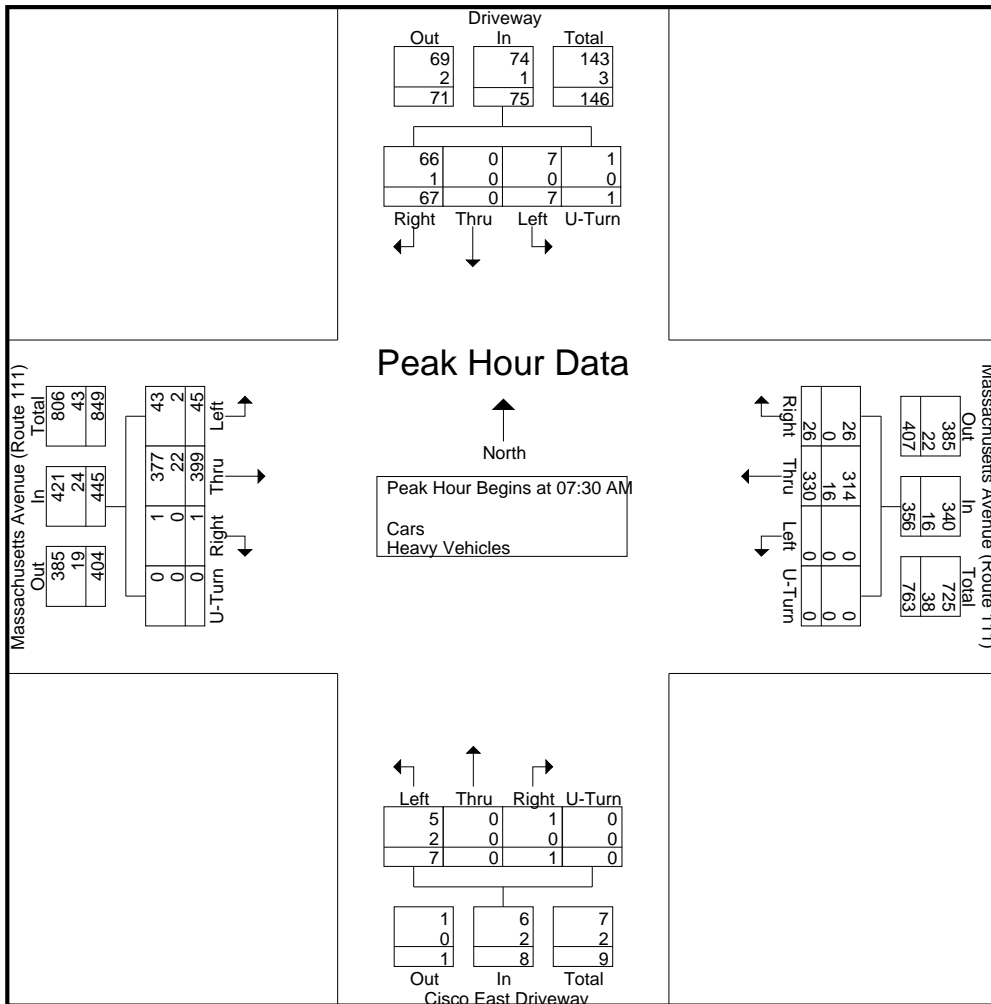 Driveway
Out In Total
69 74 143
2 1 3
71 75 146
66 0 7 1
1 0 0 0
67 0 7 1
Right Thru Left U-Turn
Peak Hour Data
North
Peak Hour Begins at 07:30 AM
Cars
Heavy Vehicles
Massachusetts Avenue (Route 111)
Out In Total
385 421 806
19 24 43
404 445 849
U-Turn Right Thru Left
0 1 377 43
0 0 22 2
0 1 399 45
Massachusetts Avenue (Route 111)
Out In Total
385 340 725
22 16 38
407 356 763
26 314 0 0
0 16 0 0
26 330 0 0
Right Thru Left U-Turn
Left Thru Right U-Turn
5 0 1 0
2 0 0 0
7 0 1 0
1 6 7
0 2 2
1 8 9
Out In Total
Cisco East Driveway